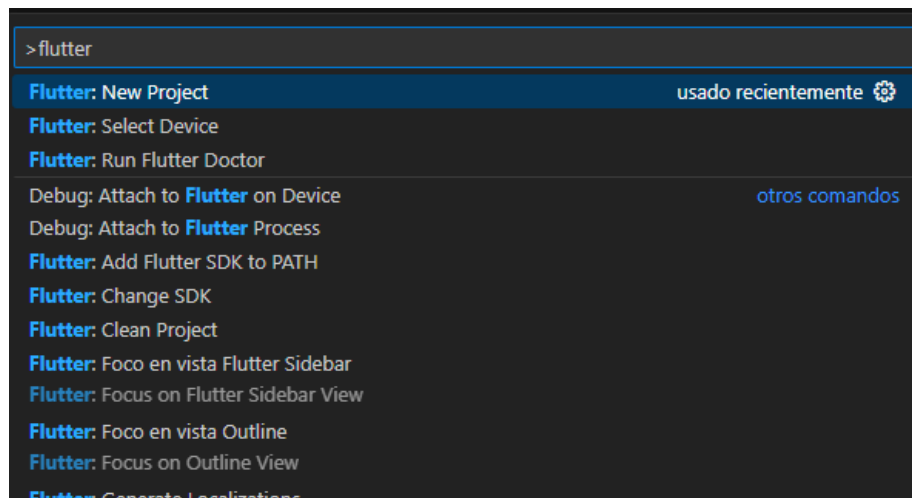 >flutter
Flutter: New Project usado recientemente
Flutter: Select Device
Flutter: Run Flutter Doctor
Debug: Attach to Flutter on Device otros comandos
Debug: Attach to Flutter Process
Flutter: Add Flutter SDK to PATH
Flutter: Change SDK
Flutter: Clean Project
Flutter: Foco en vista Flutter Sidebar
Flutter: Focus on Flutter Sidebar View
Flutter: Foco en vista Outline
Flutter: Focus on Outline View
Flutter: Generate Localizations